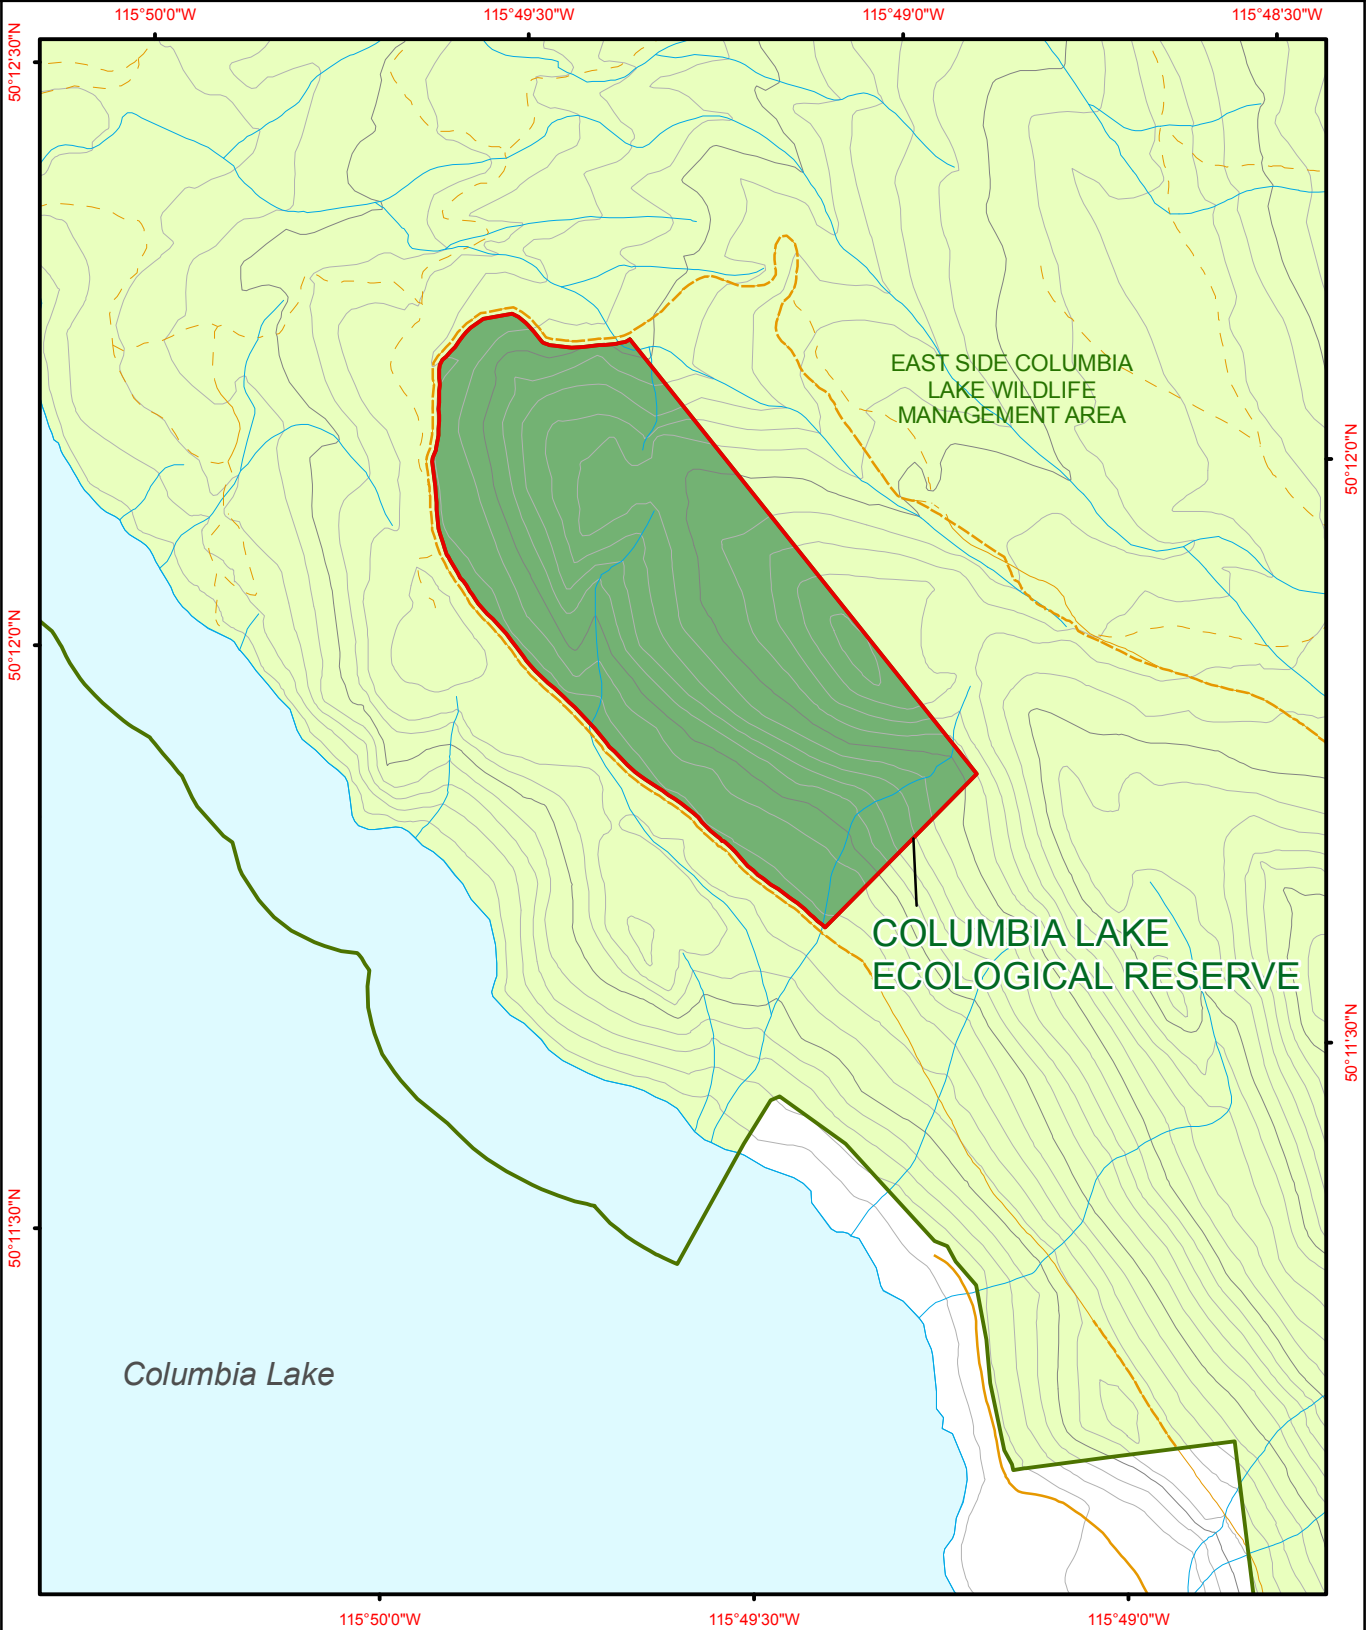 115°50'0"W
115°49'30"W
115°49'0"W
115°48'30"W
50°12'30"N
EAST SIDE COLUMBIA
LAKE WILDLIFE
MANAGEMENT AREA
50°12'0"N
50°12'0"N
COLUMBIA LAKE
ECOLOGICAL RESERVE
50°11'30"N
50°11'30"N
Columbia Lake
115°50'0"W
115°49'30"W
115°49'0"W